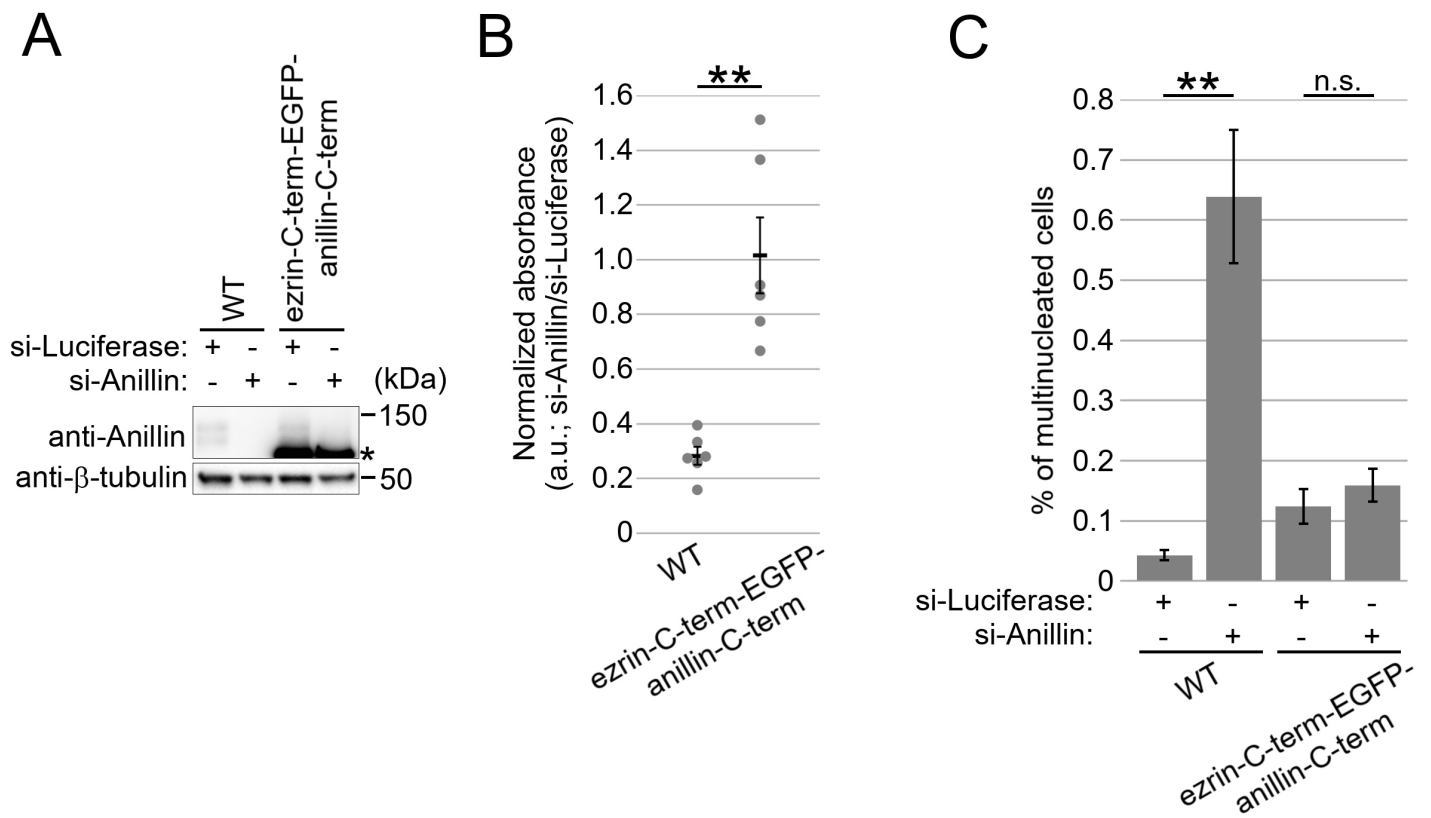 A
WT
ezrin-C-term-EGFP-
anillin-C-term
si-Luciferase: + - + -
si-Anillin: - + - + (kDa)
anti-Anillin 150
*
anti-β-tubulin 50
B
**
Normalized absorbance
(a.u.; si-Anillin/si-Luciferase)
1.6
1.4
1.2
1.0
0.8
0.6
0.4
0.2
0
WT
ezrin-C-term-EGFP-
anillin-C-term
C
** n.s.
% of multinucleated cells
0.8
0.7
0.6
0.5
0.4
0.3
0.2
0.1
0
si-Luciferase: + - + -
si-Anillin: - + - +
WT
ezrin-C-term-EGFP-
anillin-C-term